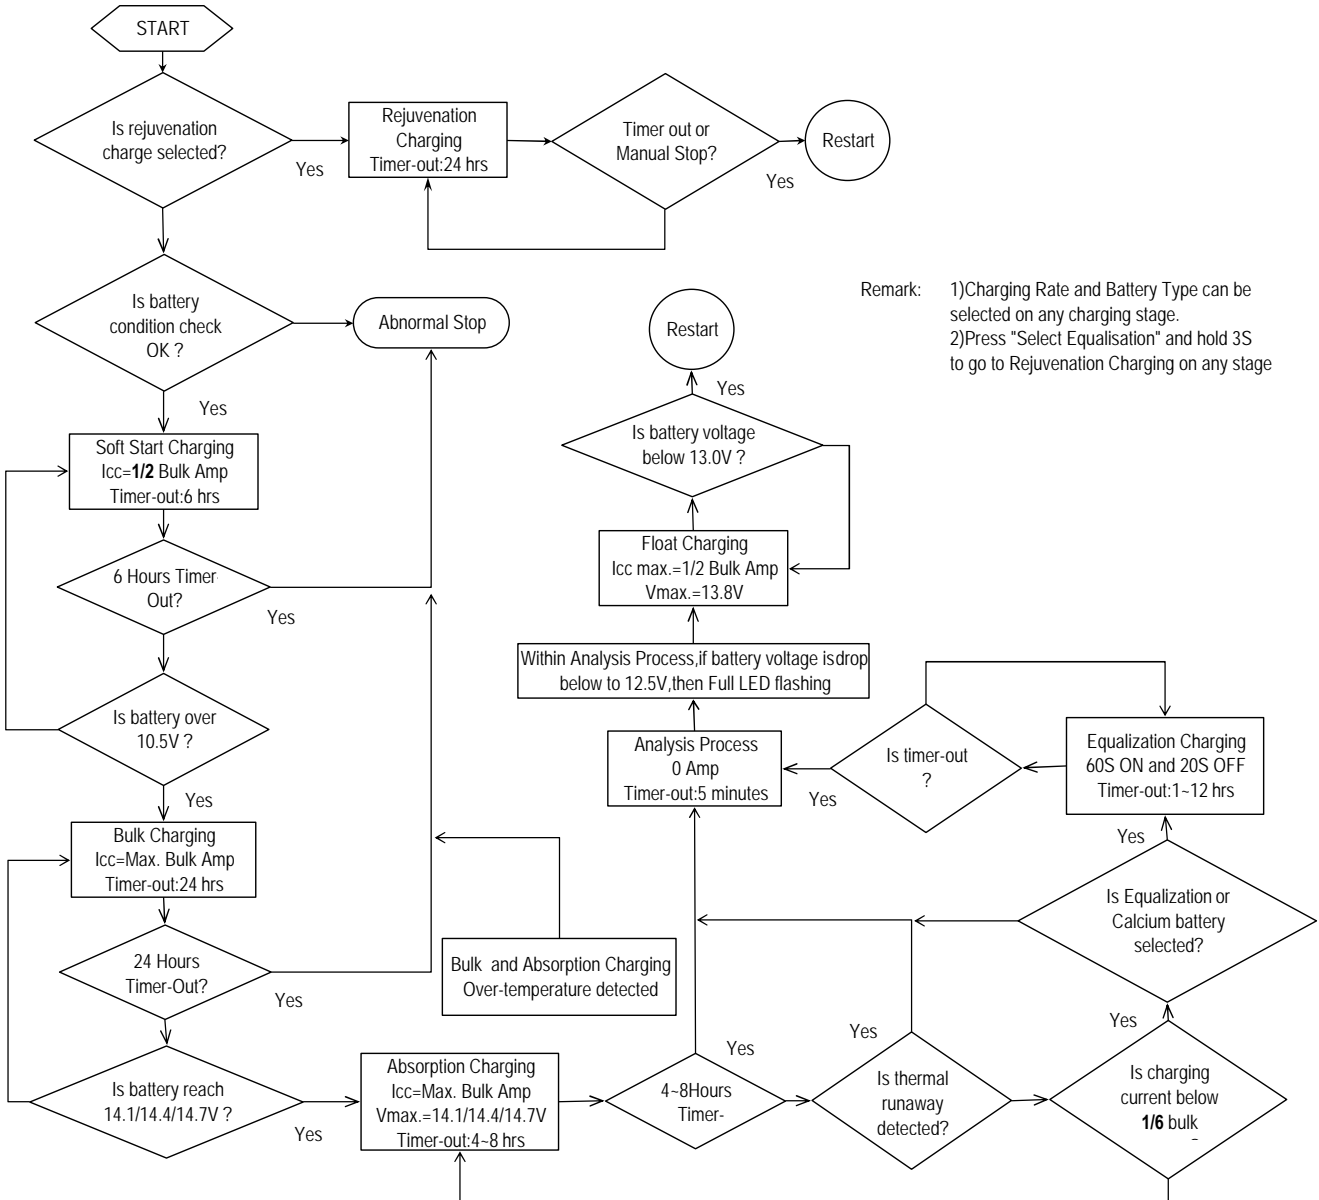 START
Is rejuvenation
charge selected?
Yes
Rejuvenation
Charging
Timer-out:24 hrs
Timer out or
Manual Stop?
Yes
Restart
Is battery
condition check
OK ?
Abnormal Stop
Yes
Remark: 1)Charging Rate and Battery Type can be
selected on any charging stage.
2)Press "Select Equalisation" and hold 3S
to go to Rejuvenation Charging on any stage
Restart
Yes
Is battery voltage
below 13.0V ?
Soft Start Charging
Icc=1/2 Bulk Amp
Timer-out:6 hrs
6 Hours Timer
Out?
Yes
Float Charging
Icc max.=1/2 Bulk Amp
Vmax.=13.8V
Within Analysis Process,if battery voltage isdrop
below to 12.5V,then Full LED flashing
Is battery over
10.5V ?
Yes
Analysis Process
0 Amp
Timer-out:5 minutes
Yes
Is timer-out
?
Equalization Charging
60S ON and 20S OFF
Timer-out:1~12 hrs
Yes
Bulk Charging
Icc=Max. Bulk Amp
Timer-out:24 hrs
Is Equalization or
Calcium battery
selected?
24 Hours
Timer-Out?
Yes
Bulk and Absorption Charging
Over-temperature detected
Is battery reach
14.1/14.4/14.7V ?
Yes
Absorption Charging
Icc=Max. Bulk Amp
Vmax.=14.1/14.4/14.7V
Timer-out:4~8 hrs
Yes
4~8Hours
Timer-
Yes
Is thermal
runaway
detected?
Yes
Is charging
current below
1/6 bulk